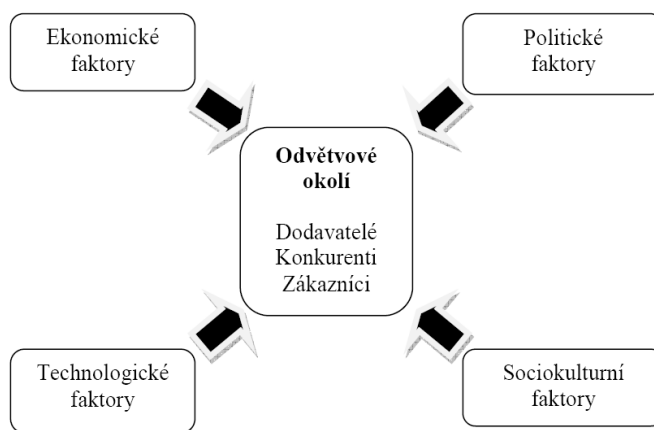 Ekonomické
faktory
Politické
faktory
Odvětvové
okolí
Dodavatelé
Konkurenti
Zákazníci
Technologické
faktory
Sociokulturní
faktory